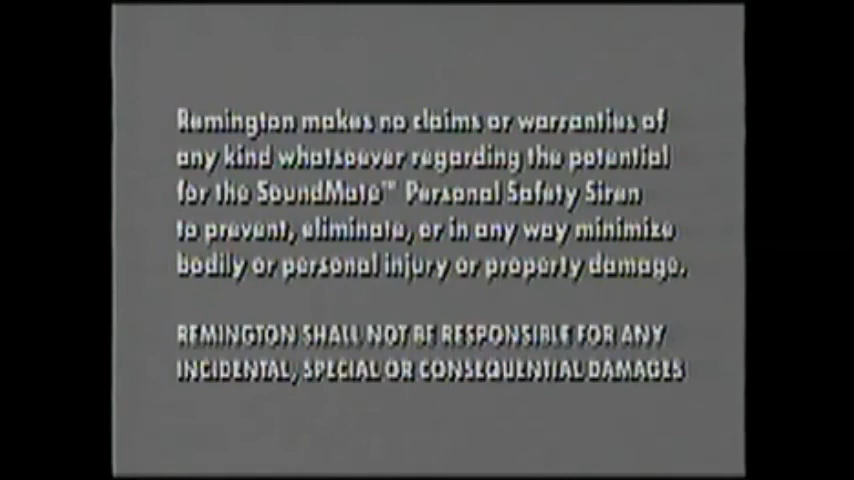 Remington makes no claims or warranties of
any kind whatsoever regarding the potential
for the SoundMate™ Personal Safety Siren
to prevent, eliminate, or in any way minimize
bodily or personal injury or property damage.
REMINGTON SHALL NOT BE RESPONSIBLE FOR ANY
INCIDENTAL, SPECIAL OR CONSEQUENTIAL DAMAGES